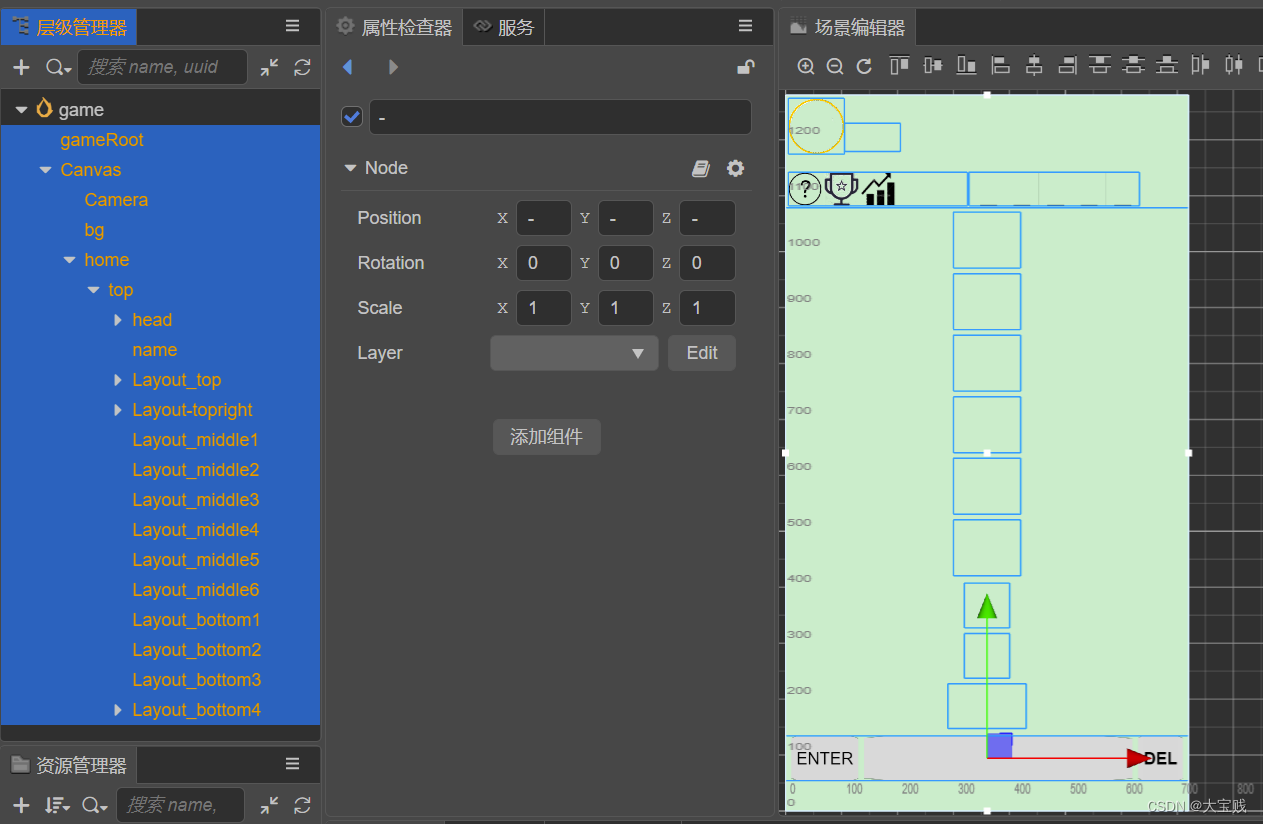 层级管理器
搜索 name, uuid
game
gameRoot
Canvas
Camera
bg
home
top
head
name
Layout_top
Layout-topright
Layout_middle1
Layout_middle2
Layout_middle3
Layout_middle4
Layout_middle5
Layout_middle6
Layout_bottom1
Layout_bottom2
Layout_bottom3
Layout_bottom4
资源管理器
搜索 name,
属性检查器 服务
-
Node
Position X - Y - Z -
Rotation X 0 Y 0 Z 0
Scale X 1 Y 1 Z 1
Layer Edit
添加组件
场景编辑器
1200
?
1000
900
800
700
600
500
400
300
200
100
ENTER DEL
0 100 200 300 400 500 600 700 800
0
CSDN @大宝贱